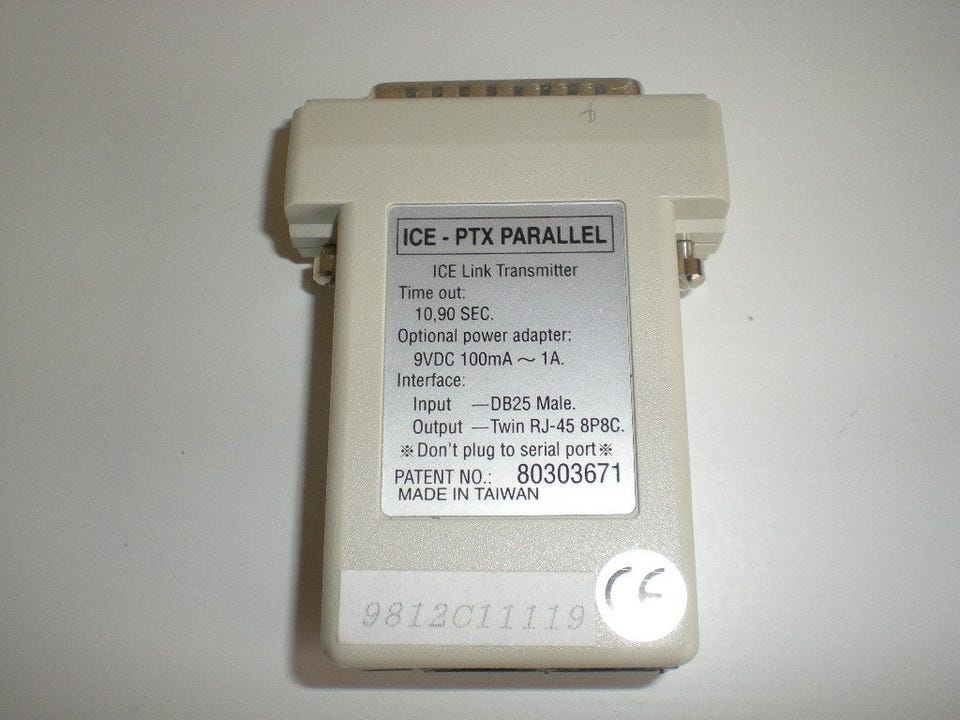 ICE - PTX PARALLEL
ICE Link Transmitter
Time out:
10,90 SEC.
Optional power adapter:
9VDC 100mA ～ 1A.
Interface:
Input —DB25 Male.
Output —Twin RJ-45 8P8C.
※Don't plug to serial port※
PATENT NO.: 80303671
MADE IN TAIWAN
CE
9812C11119